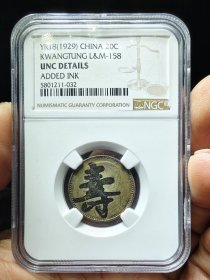 YR18(1929) CHINA 20C
KWANGTUNG L&M-158
UNC DETAILS
ADDED INK
5801211-032
NUMISMATIC GUARANTY CORPORATION
NGC
壽